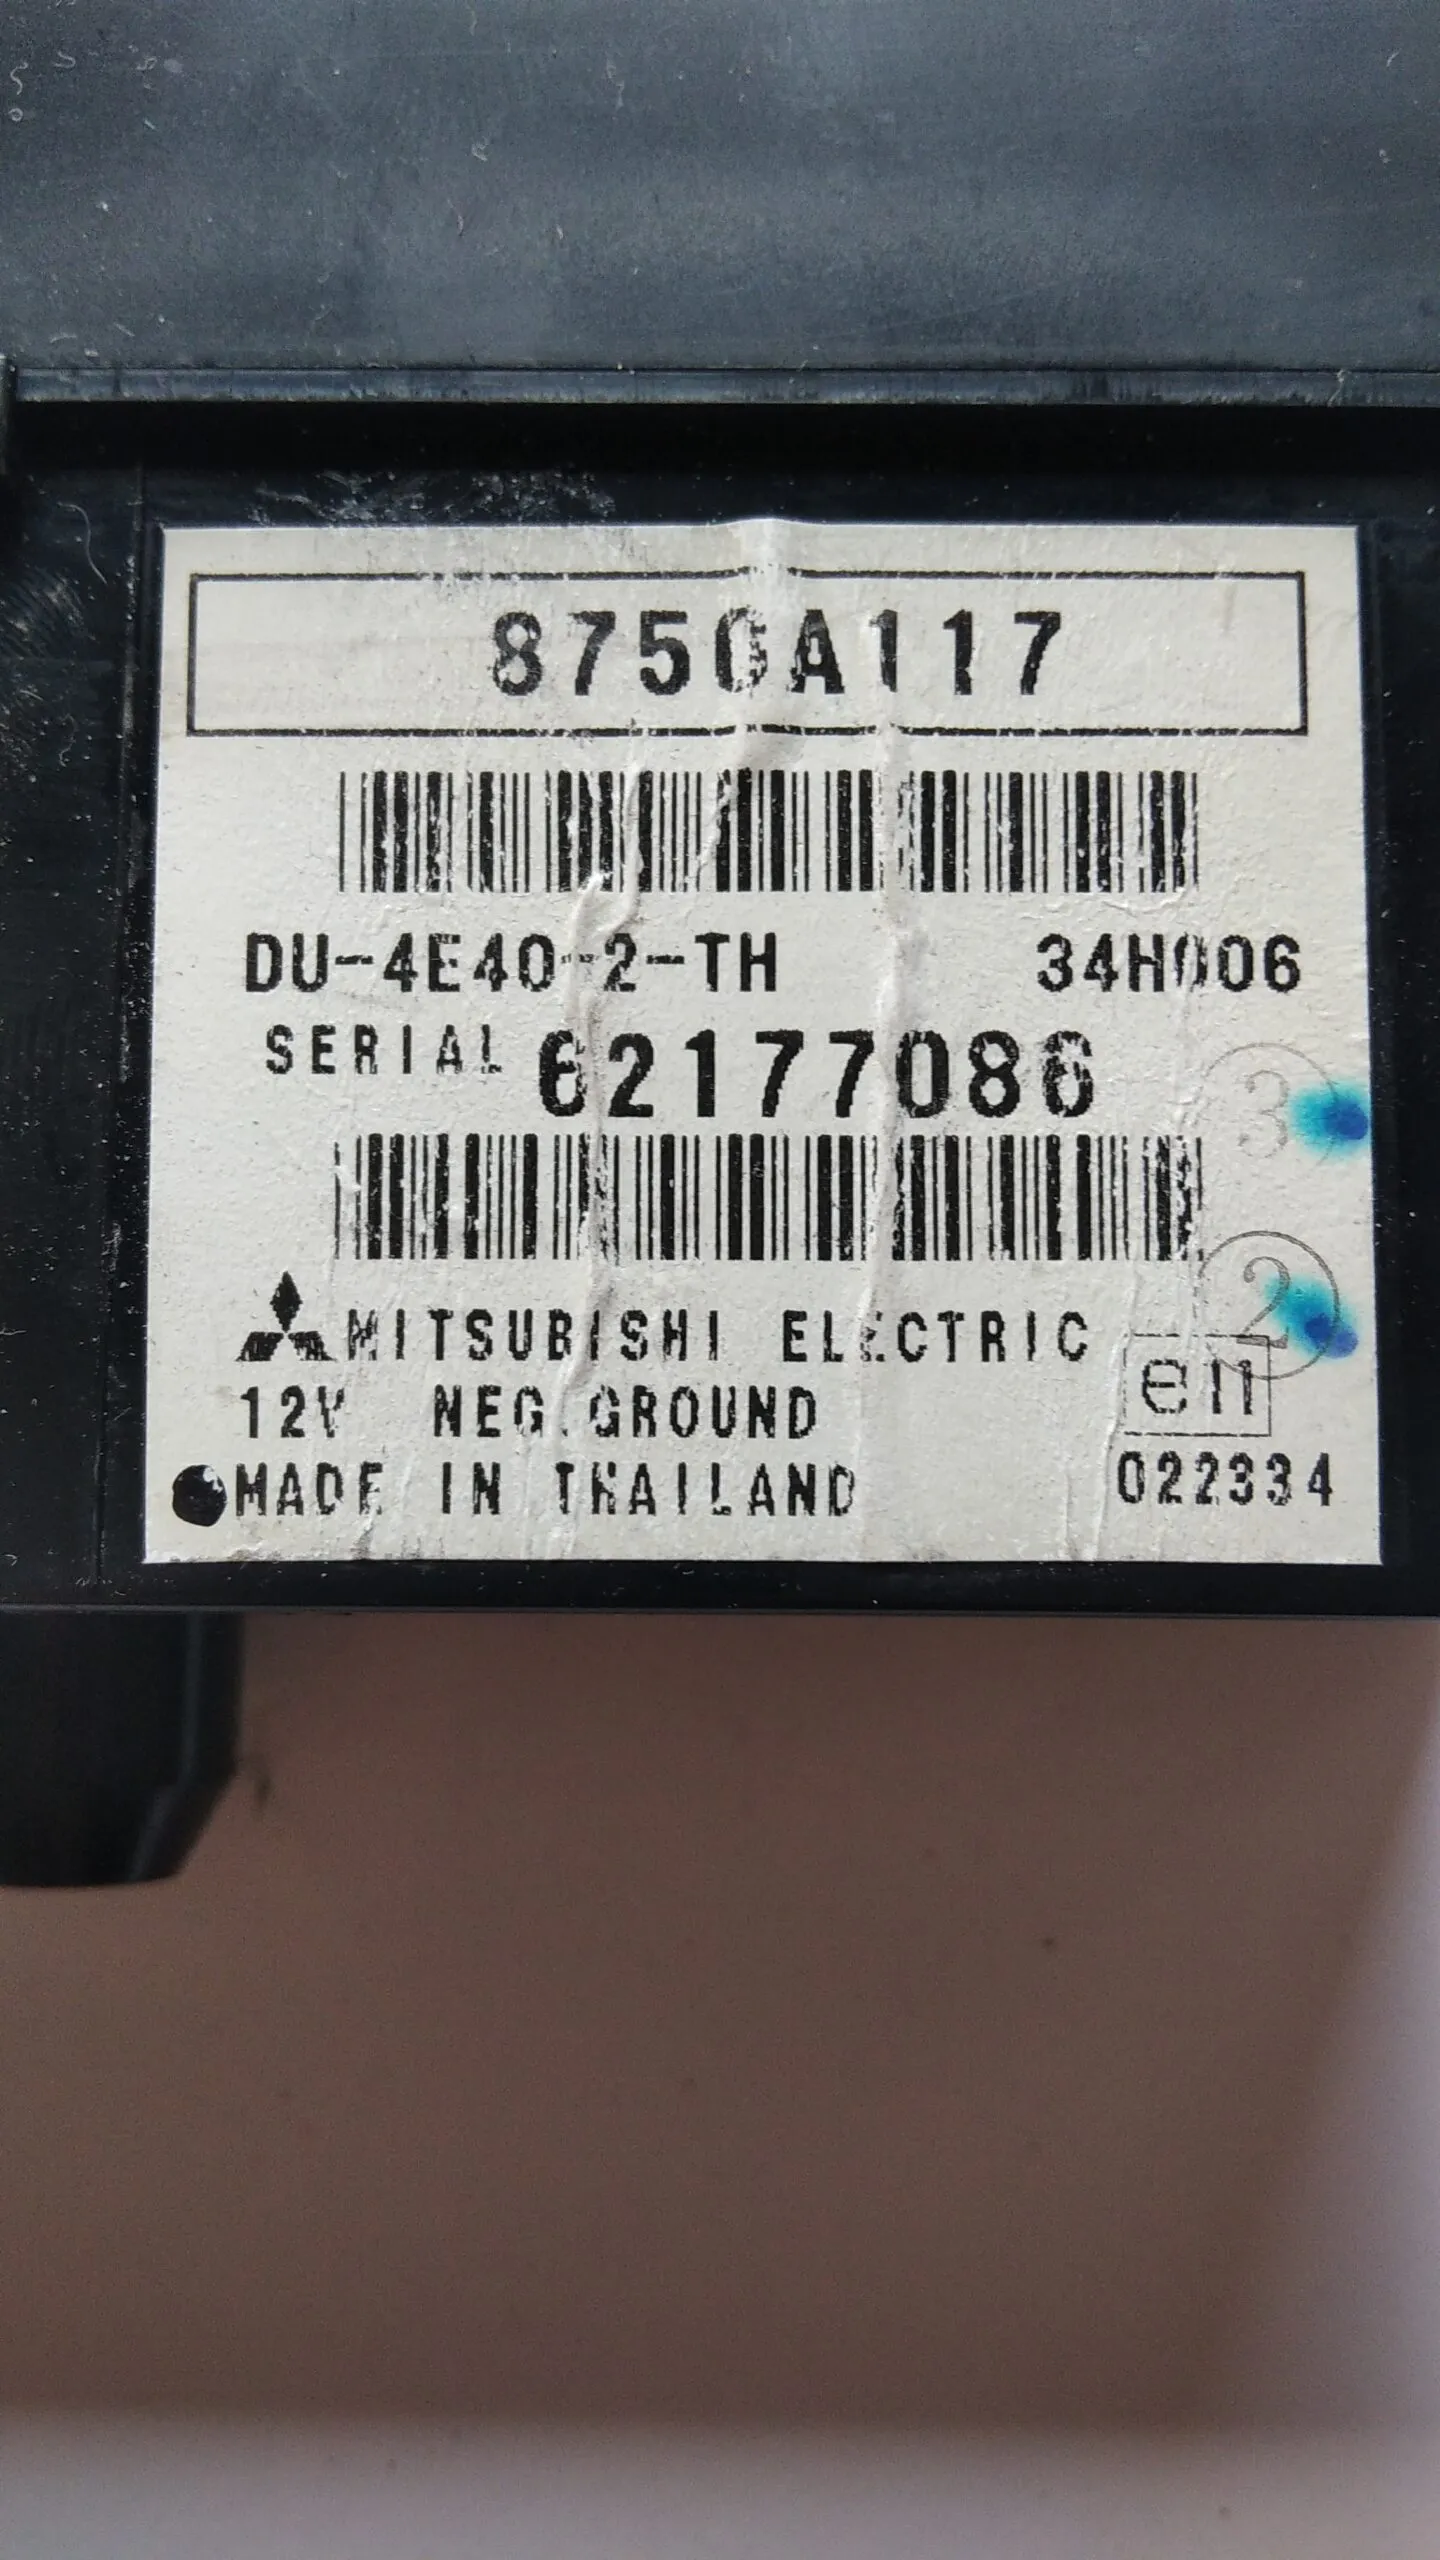 8750A117
DU-4E40-2-TH 34H006
SERIAL 62177086
3
2
MITSUBISHI ELECTRIC
e11
12V NEG.GROUND
MADE IN THAILAND 022334